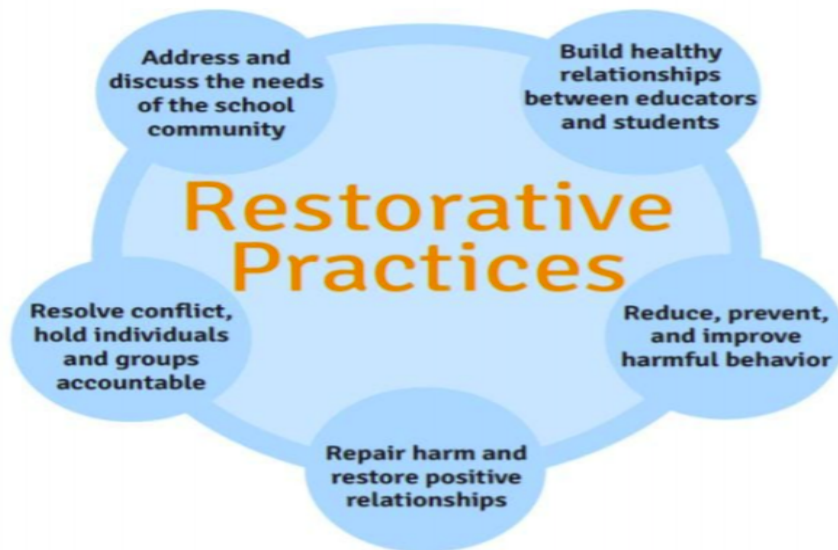 Address and
discuss the needs
of the school
community
Build healthy
relationships
between educators
and students
Restorative
Practices
Resolve conflict,
hold individuals
and groups
accountable
Reduce, prevent,
and improve
harmful behavior
Repair harm and
restore positive
relationships